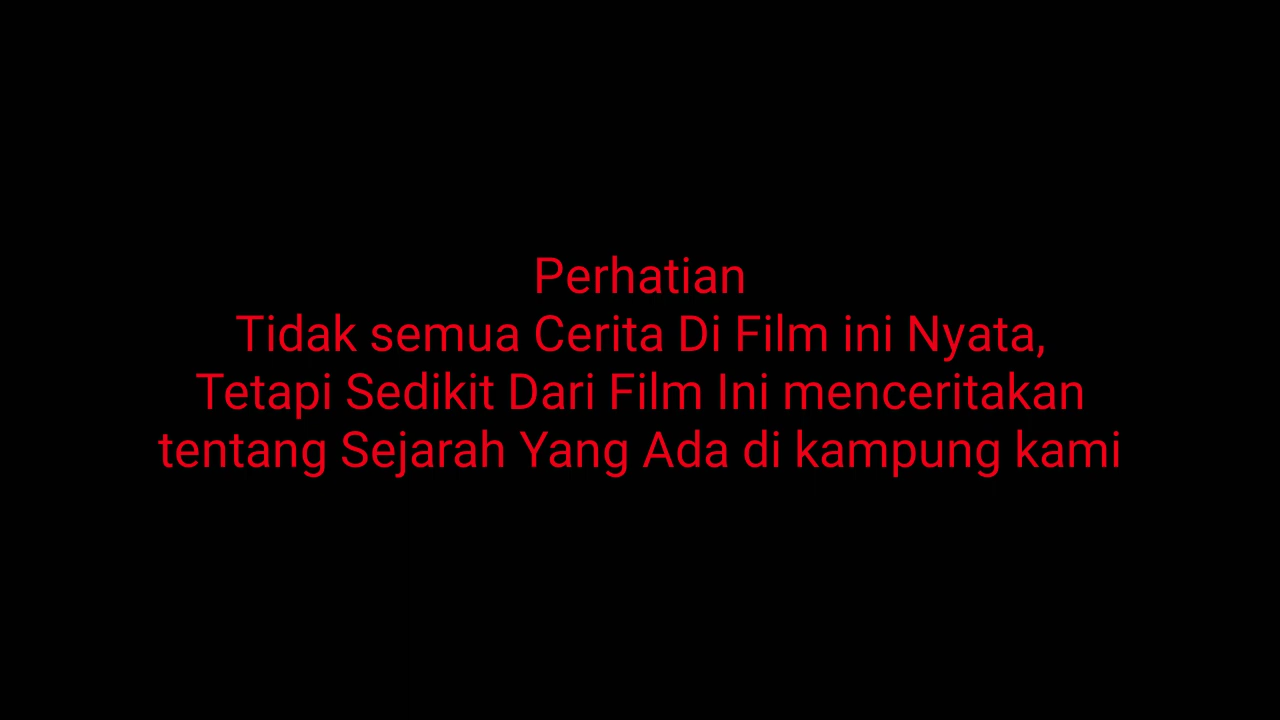 Perhatian
Tidak semua Cerita Di Film ini Nyata,
Tetapi Sedikit Dari Film Ini menceritakan
tentang Sejarah Yang Ada di kampung kami